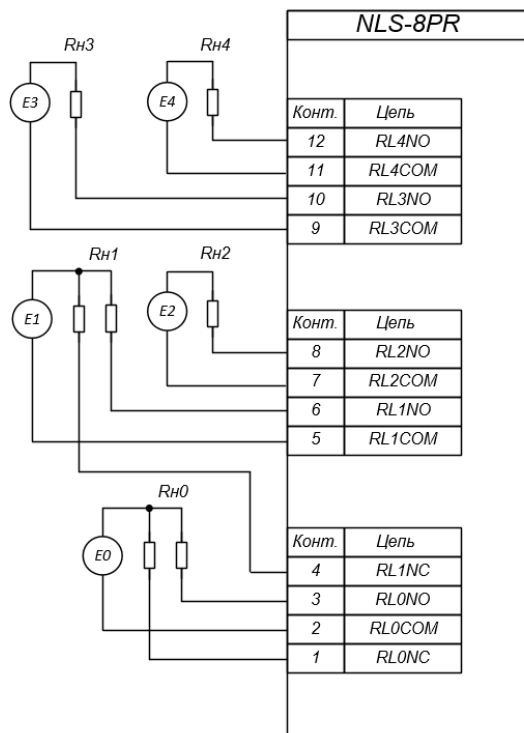 NLS-8PR
Rн3 Rн4
E3 E4
Конт. Цепь
12 RL4NO
11 RL4COM
10 RL3NO
9 RL3COM
Rн1 Rн2
E1 E2
Конт. Цепь
8 RL2NO
7 RL2COM
6 RL1NO
5 RL1COM
Rн0
E0
Конт. Цепь
4 RL1NC
3 RL0NO
2 RL0COM
1 RL0NC